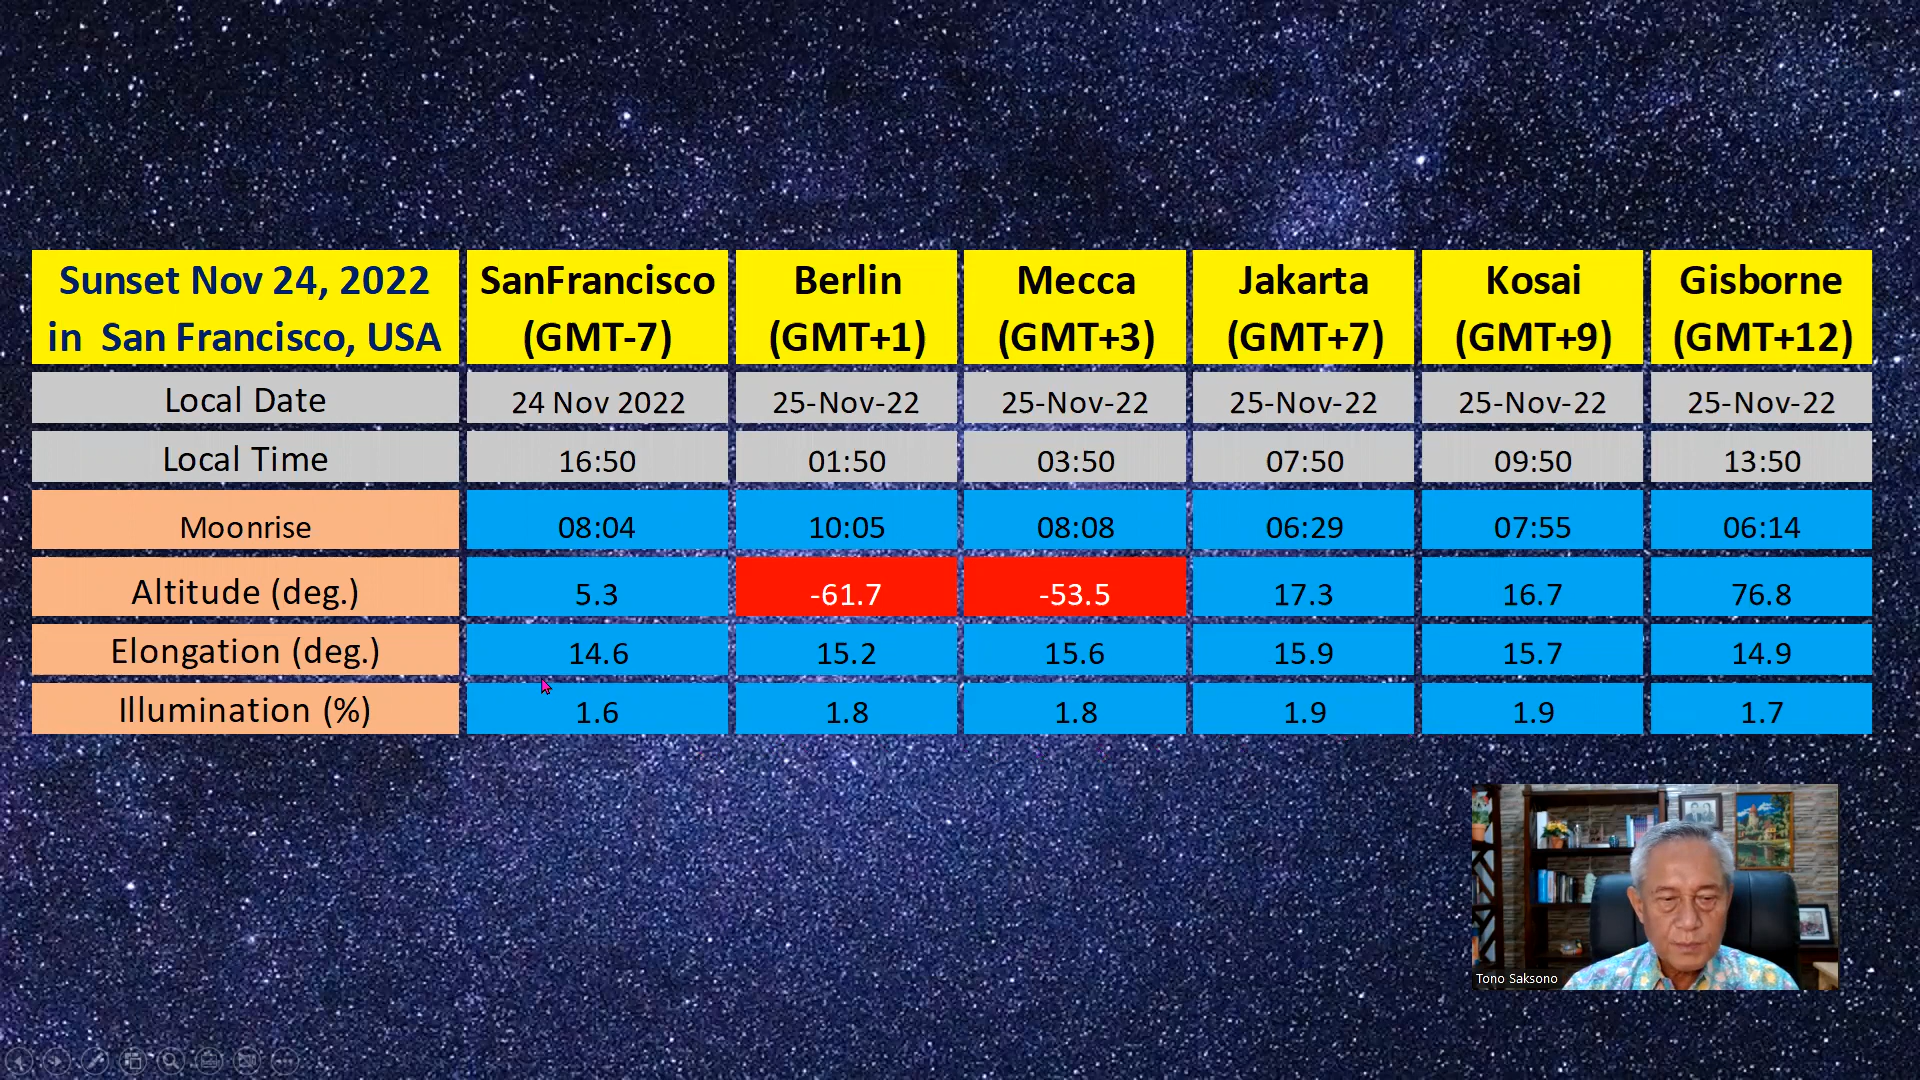 Sunset Nov 24, 2022
in San Francisco, USA
SanFrancisco
(GMT-7)
Berlin
(GMT+1)
Mecca
(GMT+3)
Jakarta
(GMT+7)
Kosai
(GMT+9)
Gisborne
(GMT+12)
Local Date 24 Nov 2022 25-Nov-22 25-Nov-22 25-Nov-22 25-Nov-22 25-Nov-22
Local Time 16:50 01:50 03:50 07:50 09:50 13:50
Moonrise 08:04 10:05 08:08 06:29 07:55 06:14
Altitude (deg.) 5.3 -61.7 -53.5 17.3 16.7 76.8
Elongation (deg.) 14.6 15.2 15.6 15.9 15.7 14.9
Illumination (%) 1.6 1.8 1.8 1.9 1.9 1.7
Tono Saksono